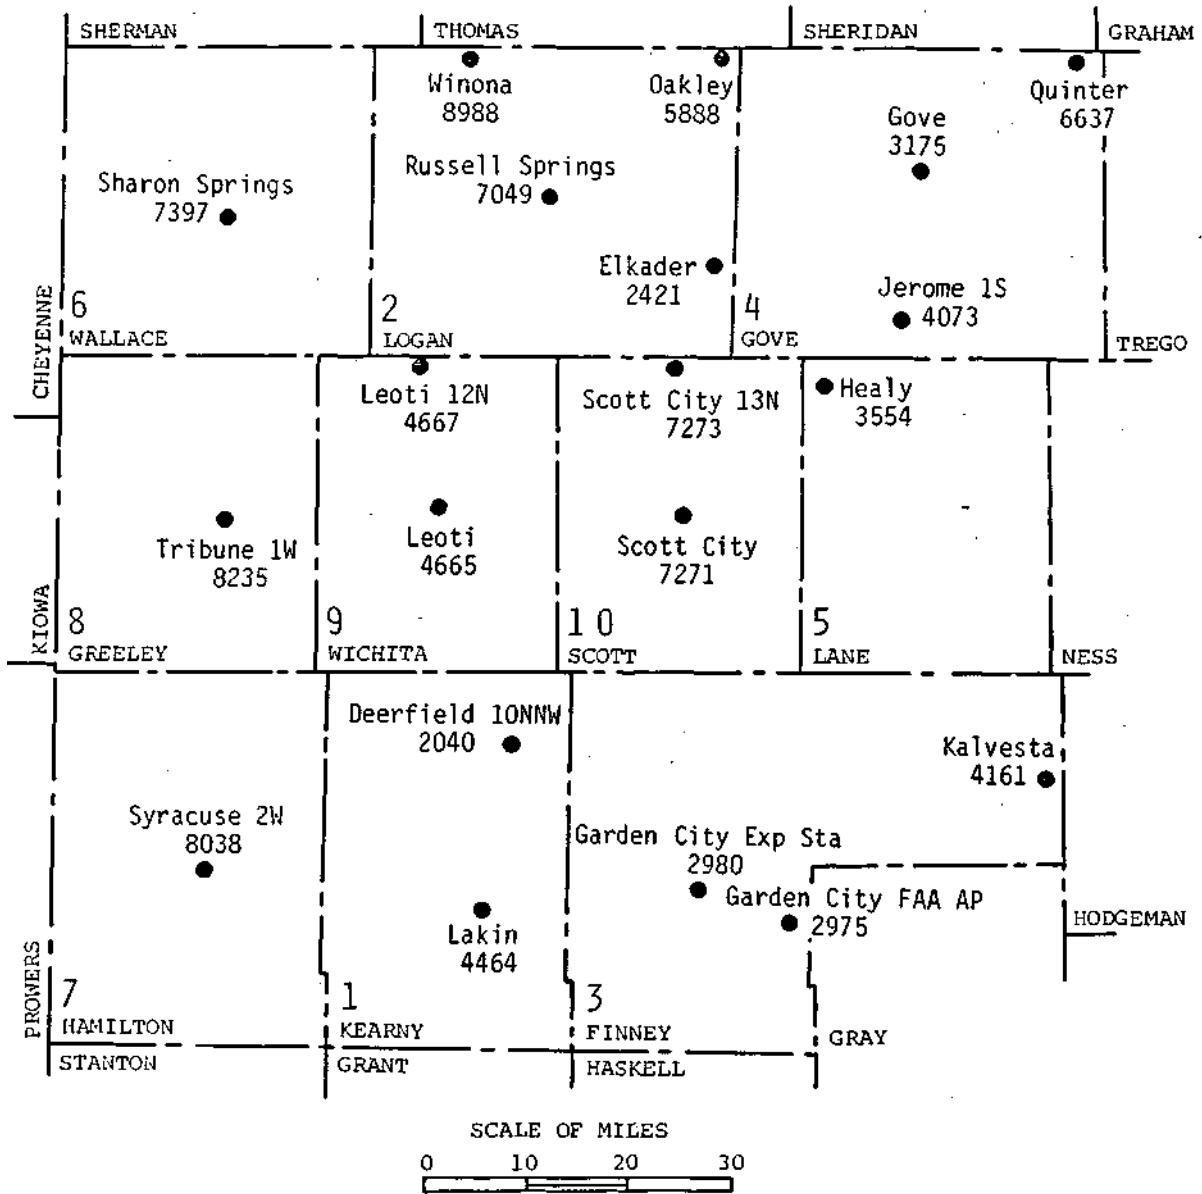 SHERMAN
THOMAS
SHERIDAN
GRAHAM
Winona
8988
Oakley
5888
Quinter
6637
Gove
3175
Russell Springs
7049
Sharon Springs
7397
Elkader
2421
Jerome 1S
4073
6
WALLACE
2
LOGAN
4
GOVE
TREGO
CHEYENNE
Leoti 12N
4667
Scott City 13N
7273
Healy
3554
Tribune 1W
8235
Leoti
4665
Scott City
7271
KIOWA
8
GREELEY
9
WICHITA
10
SCOTT
5
LANE
NESS
Deerfield 10NNW
2040
Kalvesta
4161
Syracuse 2W
8038
Garden City Exp Sta
2980
Garden City FAA AP
2975
Lakin
4464
HODGEMAN
PROWERS
7
HAMILTON
1
KEARNY
3
FINNEY
GRAY
STANTON
GRANT
HASKELL
SCALE OF MILES
0 10 20 30